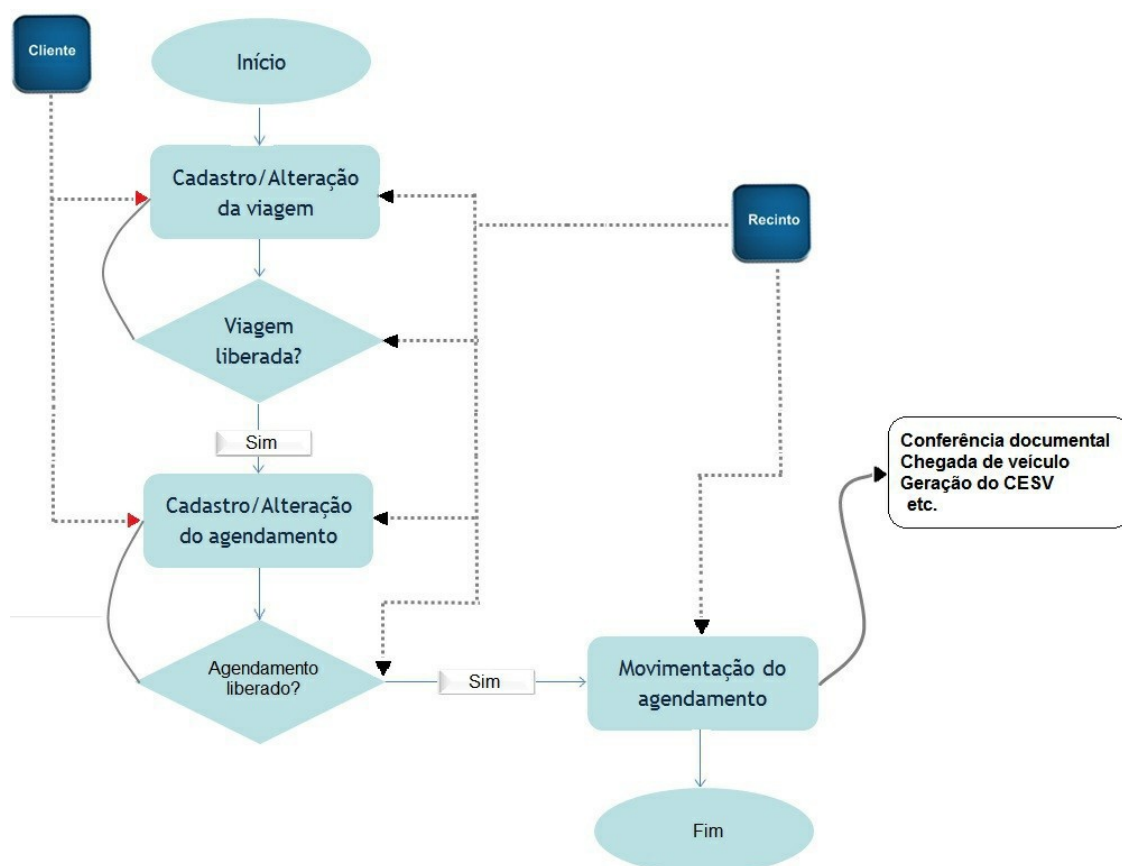 Cliente
Início
Cadastro/Alteração
da viagem
Recinto
Viagem
liberada?
Sim
Conferência documental
Chegada de veículo
Geração do CESV
etc.
Cadastro/Alteração
do agendamento
Agendamento
liberado?
Sim
Movimentação do
agendamento
Fim